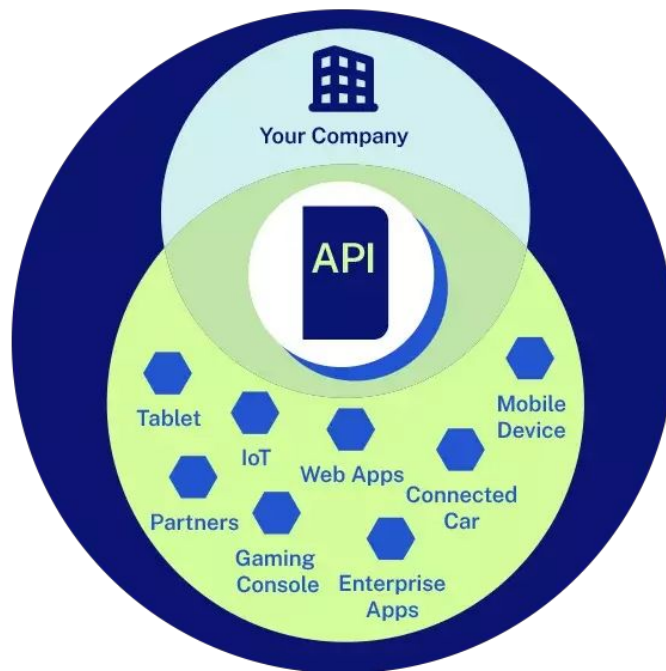 Your Company
API
Tablet
IoT
Web Apps
Mobile
Device
Connected
Car
Partners
Gaming
Console
Enterprise
Apps